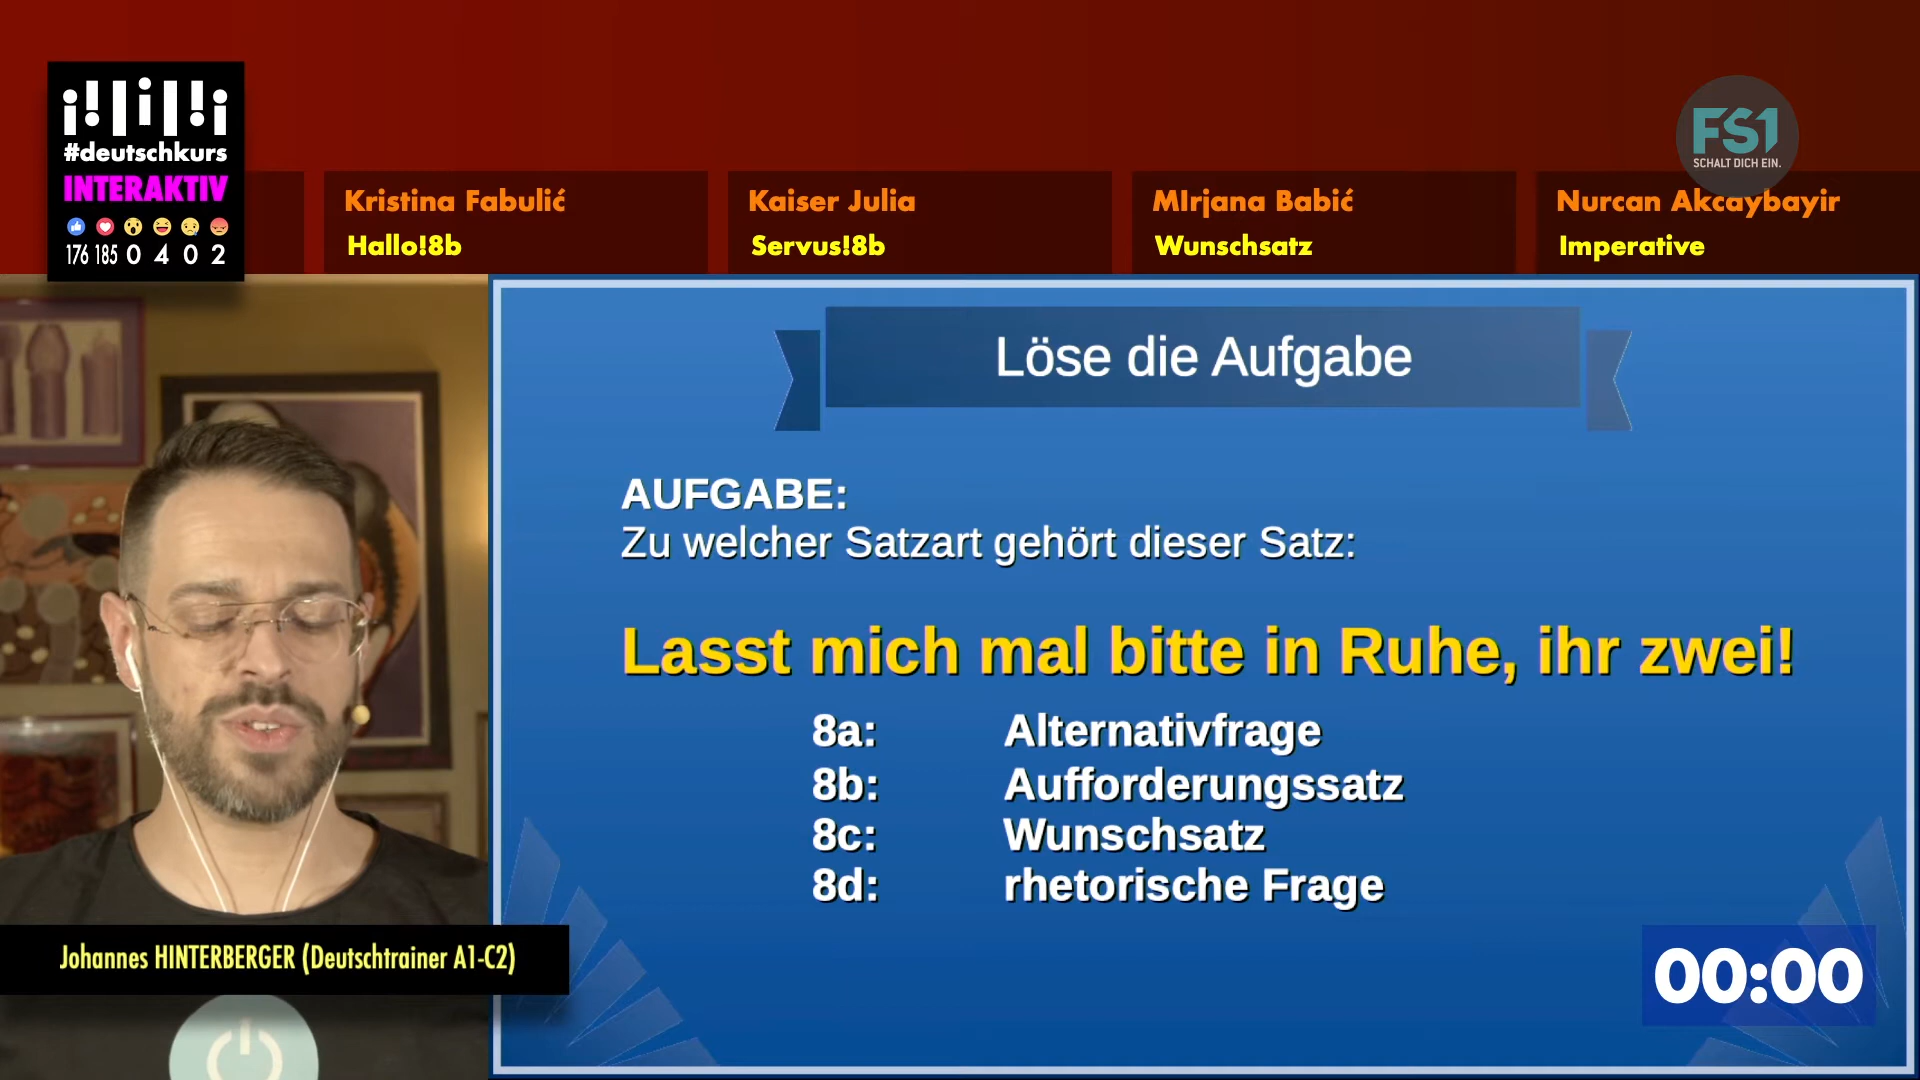 #deutschkurs
INTERAKTIV
176 185 0 4 0 2
Kristina Fabulić
Hallo!8b
Kaiser Julia
Servus!8b
MIrjana Babić
Wunschsatz
Nurcan Akcaybayir
Imperative
FS1
SCHALT DICH EIN.
Löse die Aufgabe
AUFGABE:
Zu welcher Satzart gehört dieser Satz:
Lasst mich mal bitte in Ruhe, ihr zwei!
8a: Alternativfrage
8b: Aufforderungssatz
8c: Wunschsatz
8d: rhetorische Frage
Johannes HINTERBERGER (Deutschtrainer A1-C2)
00:00